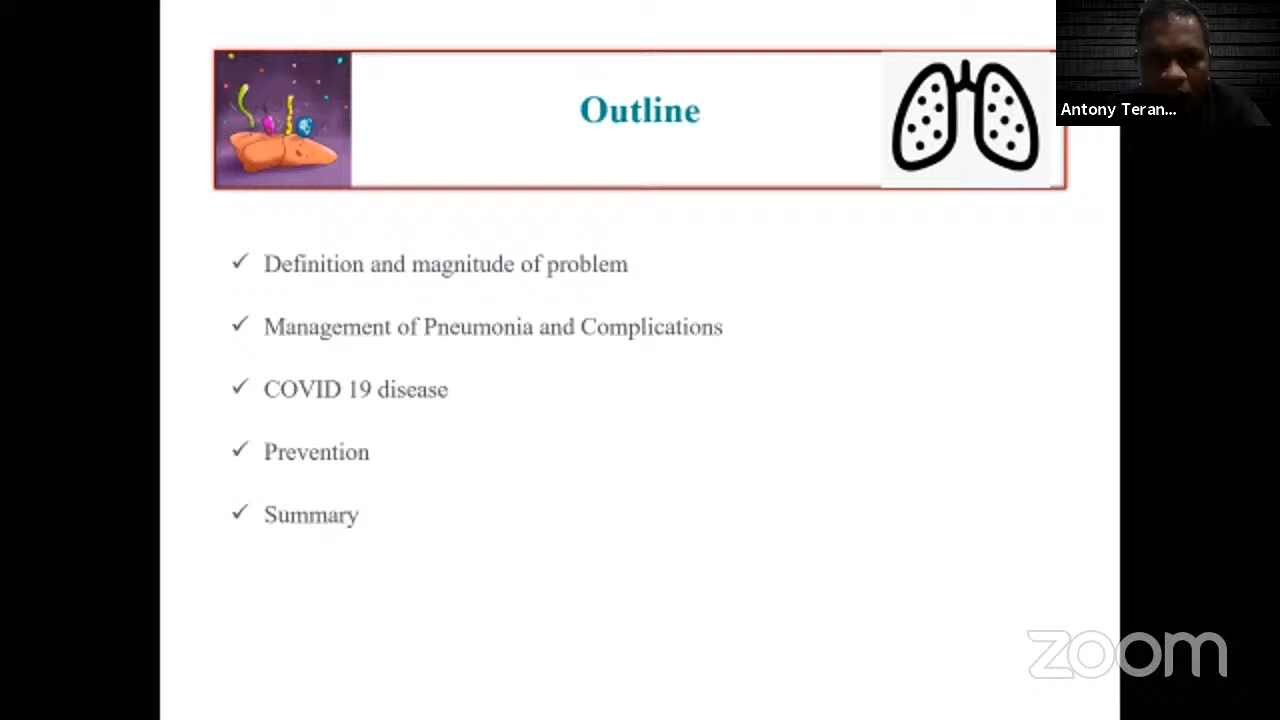 Outline
Antony Teran...
✓ Definition and magnitude of problem
✓ Management of Pneumonia and Complications
✓ COVID 19 disease
✓ Prevention
✓ Summary
zoom